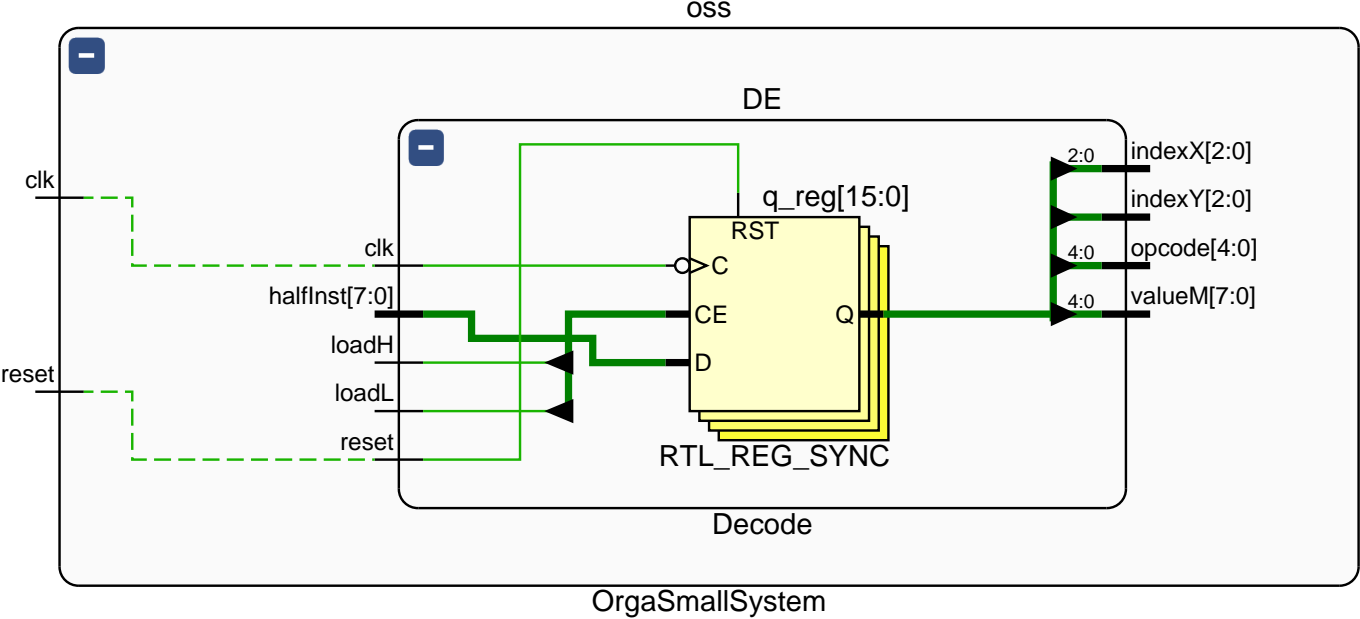 oss
DE
clk
reset
clk
halfInst[7:0]
loadH
loadL
reset
q_reg[15:0]
RST
C
CE
D
Q
RTL_REG_SYNC
2:0
indexX[2:0]
indexY[2:0]
4:0
opcode[4:0]
4:0
valueM[7:0]
Decode
OrgaSmallSystem